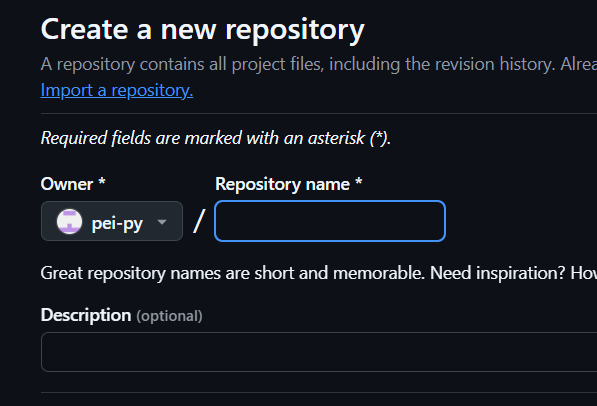 Create a new repository
A repository contains all project files, including the revision history. Alrea
Import a repository.
Required fields are marked with an asterisk (*).
Owner * Repository name *
pei-py /
Great repository names are short and memorable. Need inspiration? How
Description (optional)